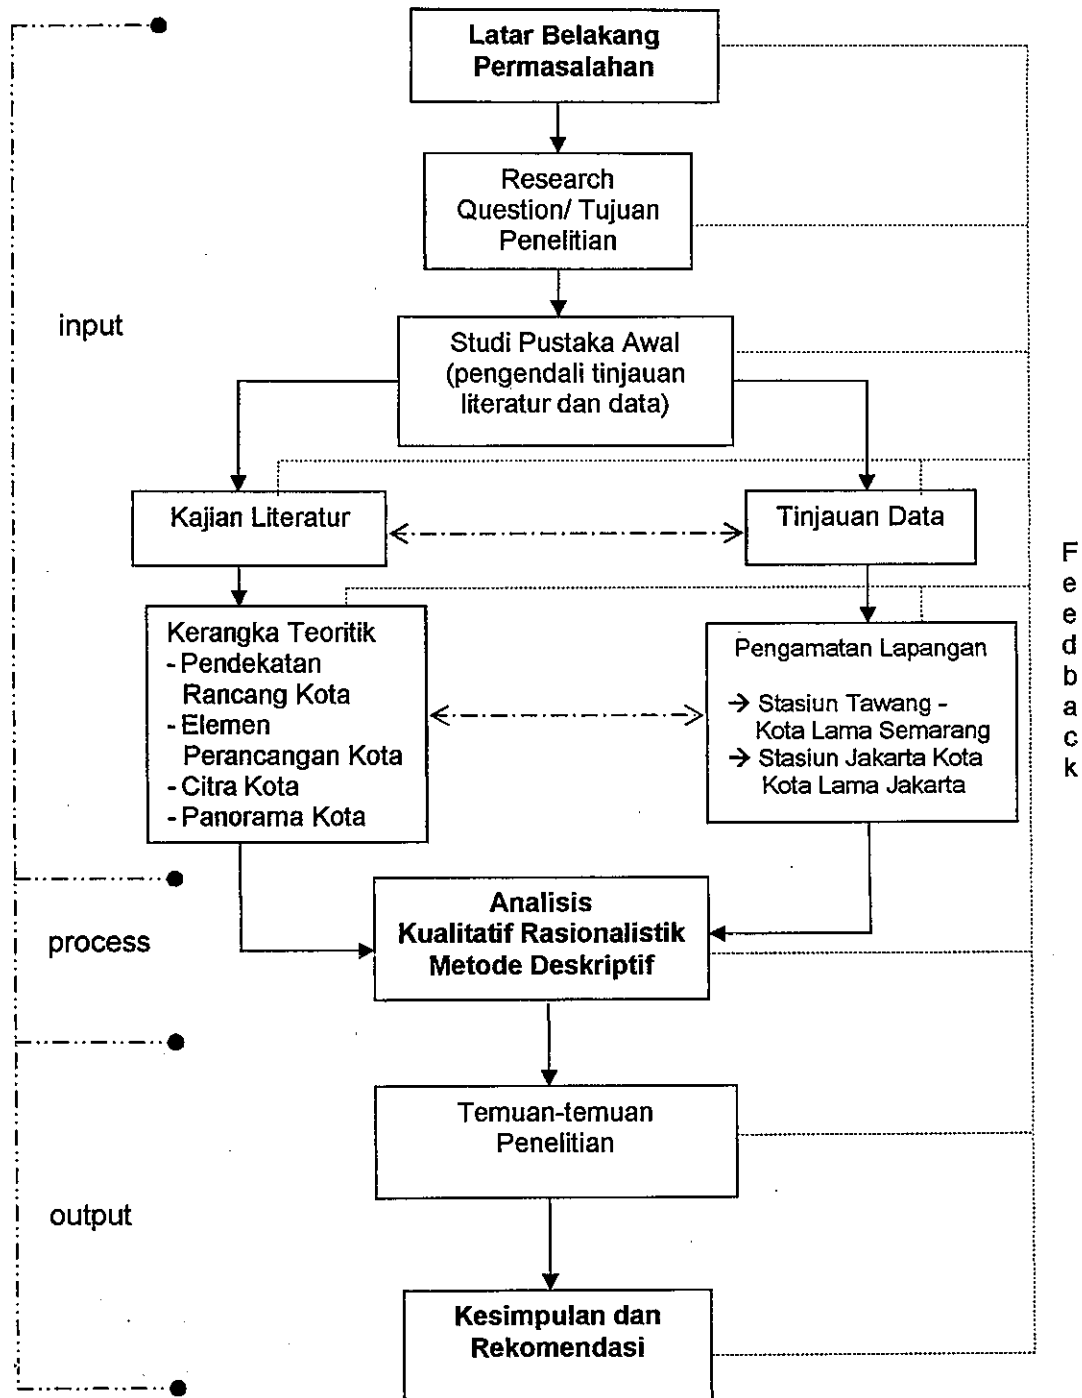 Latar Belakang
Permasalahan
Research
Question/ Tujuan
Penelitian
input
Studi Pustaka Awal
(pengendali tinjauan
literatur dan data)
Kajian Literatur
Tinjauan Data
Kerangka Teoritik
- Pendekatan
Rancang Kota
- Elemen
Perancangan Kota
- Citra Kota
- Panorama Kota
Pengamatan Lapangan
→ Stasiun Tawang -
Kota Lama Semarang
→ Stasiun Jakarta Kota
Kota Lama Jakarta
F
e
e
d
b
a
c
k
process
Analisis
Kualitatif Rasionalistik
Metode Deskriptif
Temuan-temuan
Penelitian
output
Kesimpulan dan
Rekomendasi